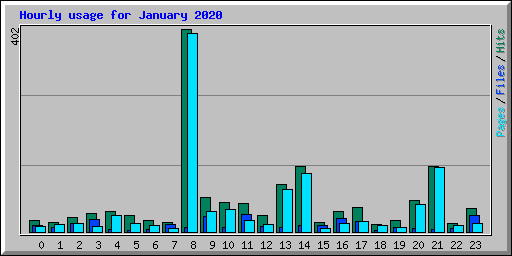 Hourly usage for January 2020
402
Pages / Files / Hits
0 1 2 3 4 5 6 7 8 9 10 11 12 13 14 15 16 17 18 19 20 21 22 23